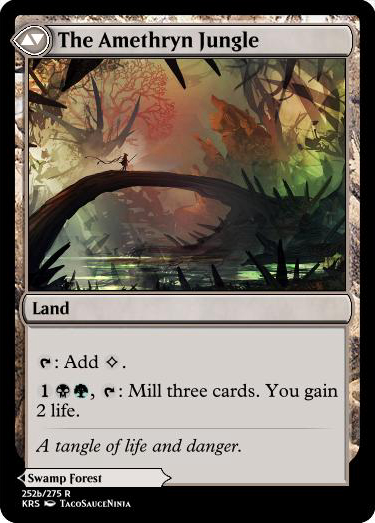 The Amethryn Jungle
Land
: Add .
1 , : Mill three cards. You gain
2 life.
A tangle of life and danger.
Swamp Forest
252b/275 R
KRS TacoSauceNinja